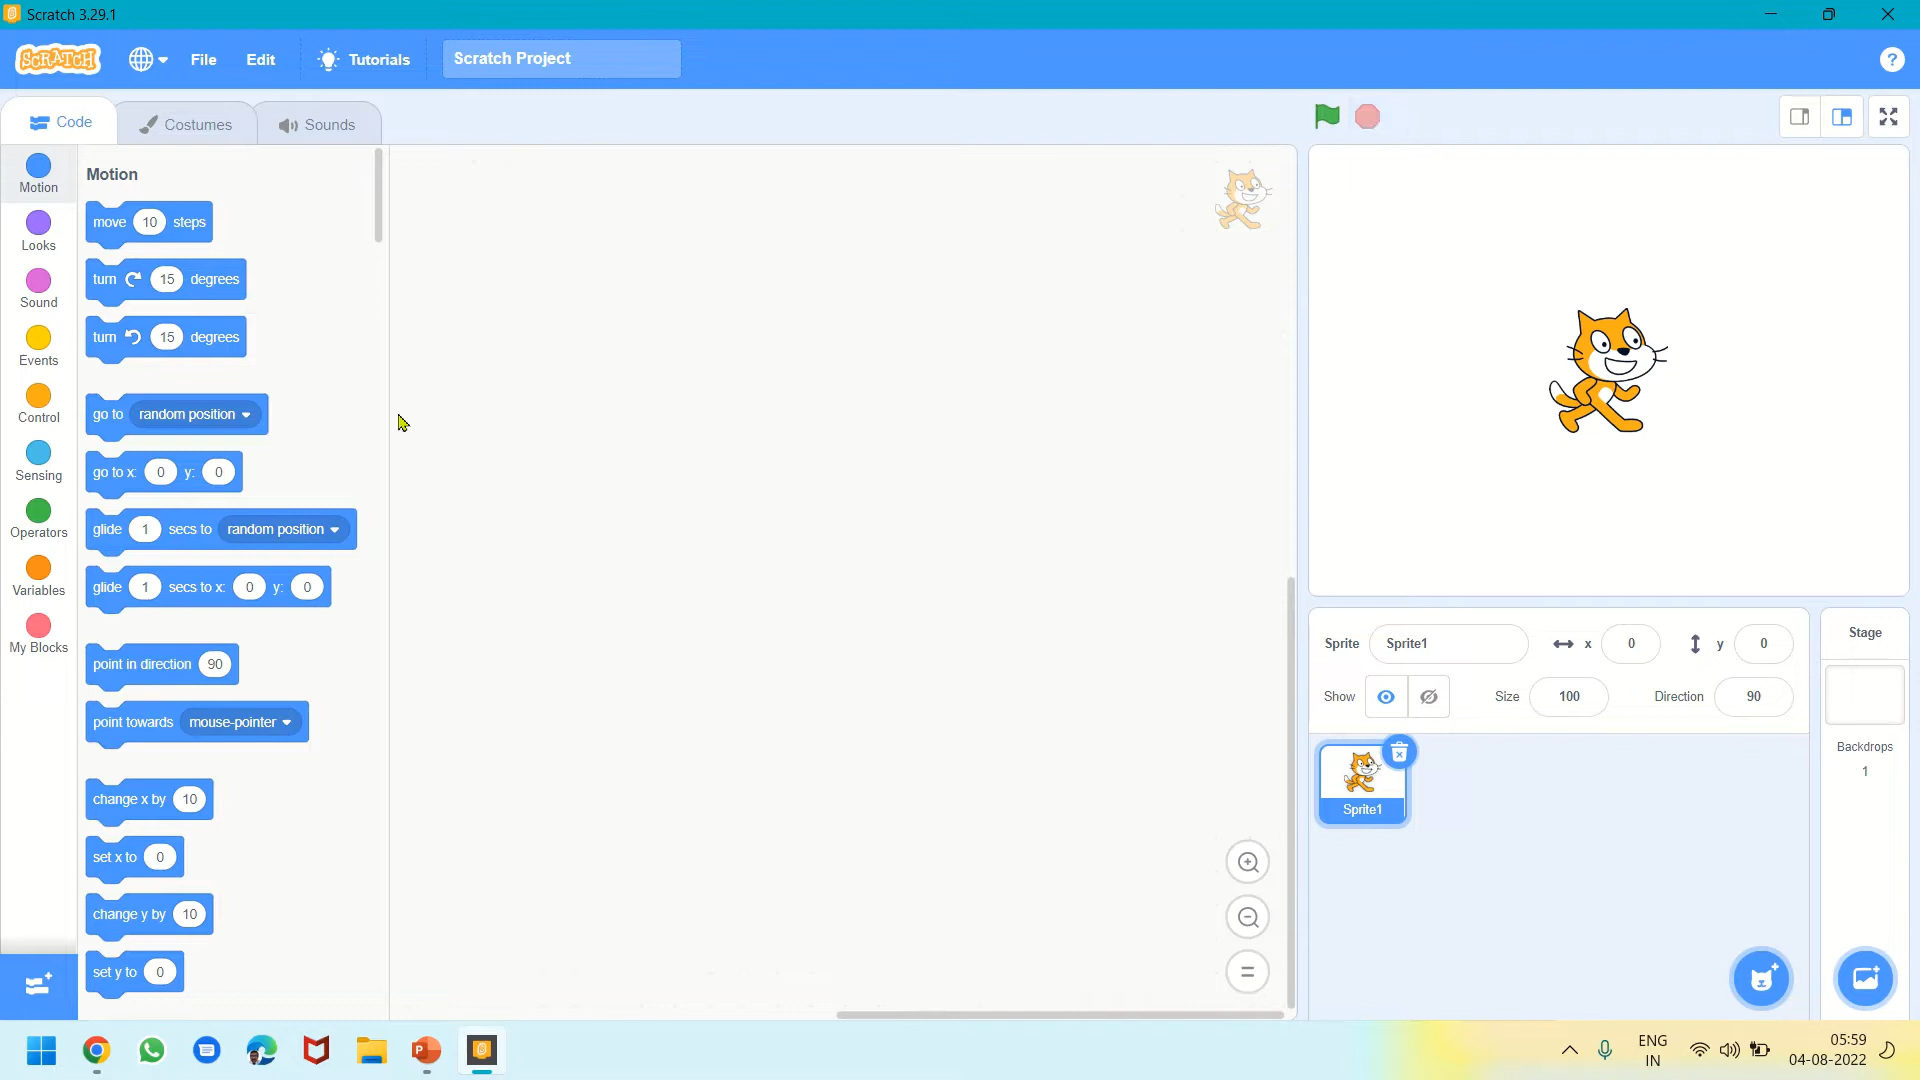 Scratch 3.29.1
SCRATCH File Edit Tutorials Scratch Project ?
Code Costumes Sounds
Motion
Looks
Sound
Events
Control
Sensing
Operators
Variables
My Blocks
Motion
move 10 steps
turn 15 degrees
turn 15 degrees
go to random position
go to x: 0 y: 0
glide 1 secs to random position
glide 1 secs to x: 0 y: 0
point in direction 90
point towards mouse-pointer
change x by 10
set x to 0
change y by 10
set y to 0
Sprite Sprite1 x 0 y 0
Show Size 100 Direction 90
Sprite1
Stage
Backdrops
1
ENG
IN
05:59
04-08-2022